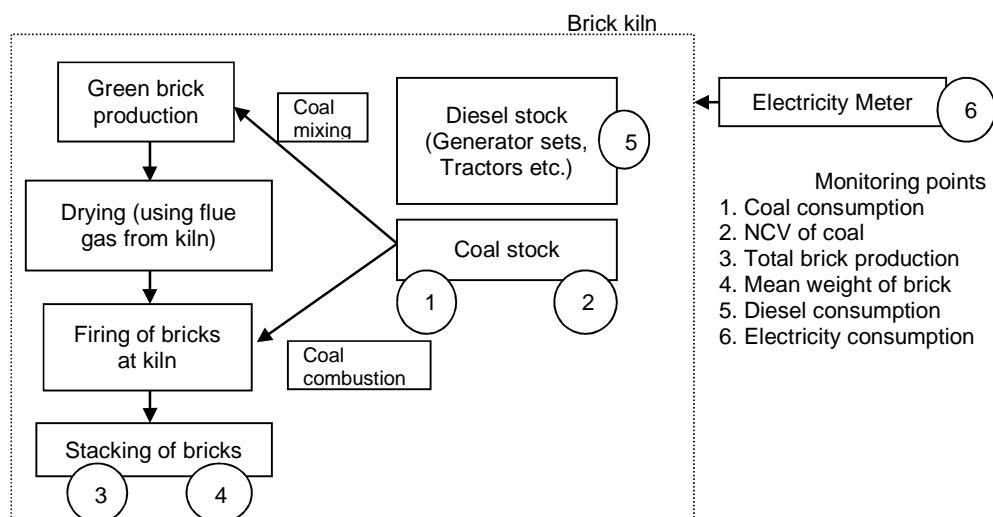 Brick kiln
Green brick
production
Coal
mixing
Diesel stock
(Generator sets,
Tractors etc.)
5
Electricity Meter
6
Drying (using flue
gas from kiln)
Coal stock
1
2
Firing of bricks
at kiln
Coal
combustion
Stacking of bricks
3
4
Monitoring points
1. Coal consumption
2. NCV of coal
3. Total brick production
4. Mean weight of brick
5. Diesel consumption
6. Electricity consumption